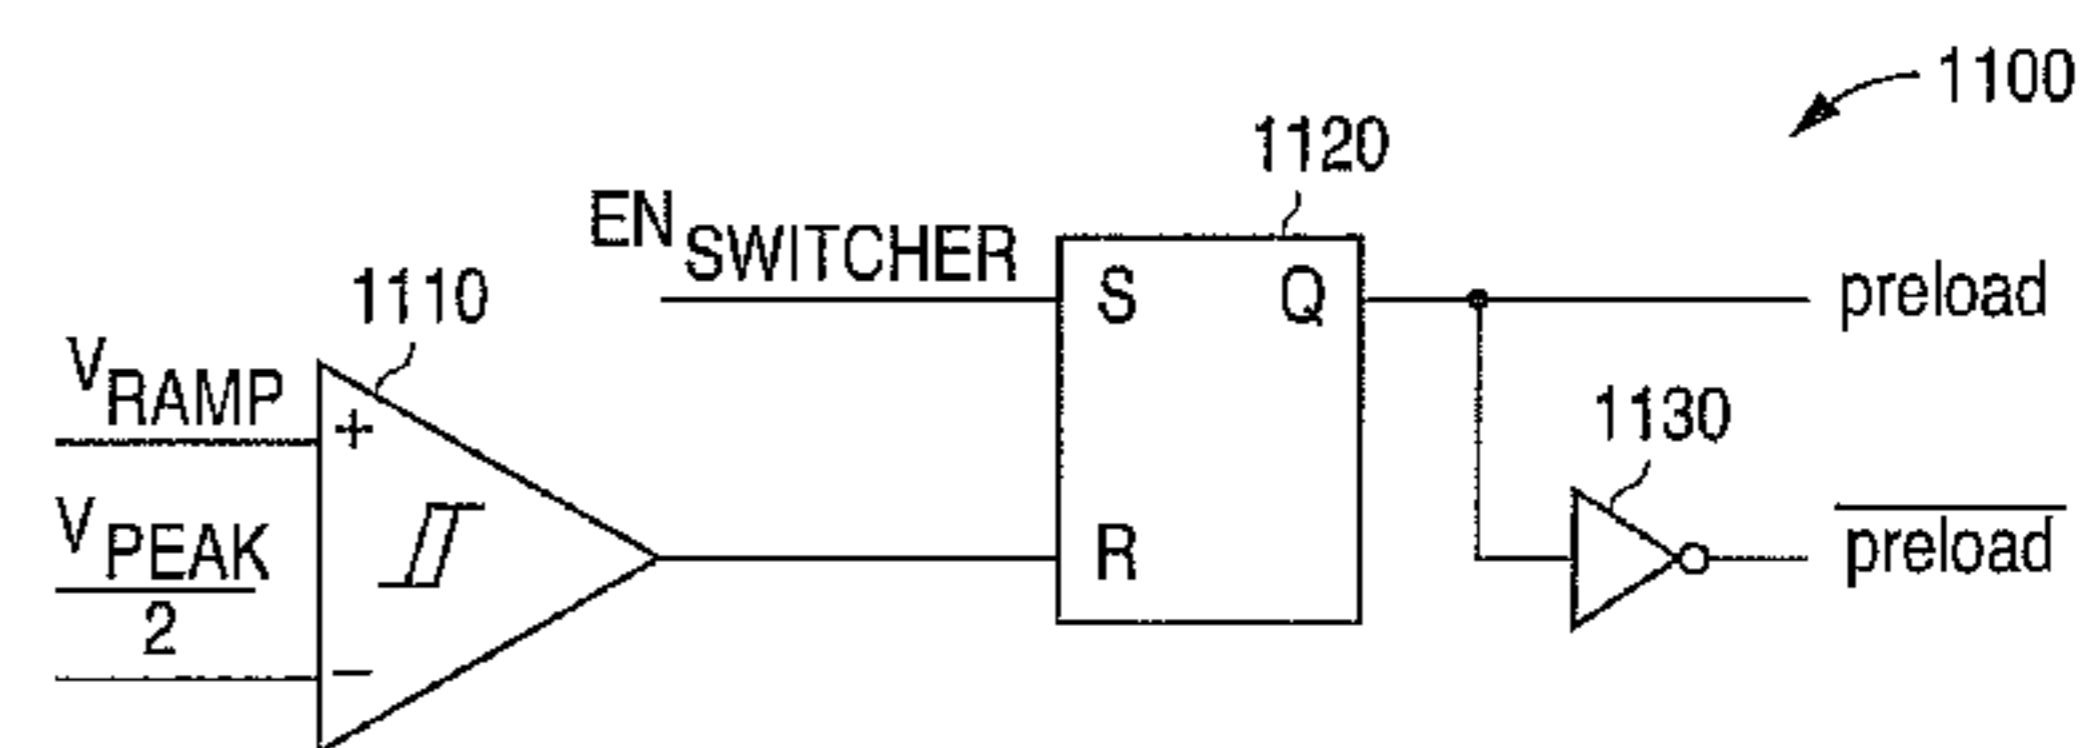 1100
1120
EN SWITCHER
1110
S Q
preload
V RAMP
+
1130
V PEAK
2
R
preload
−